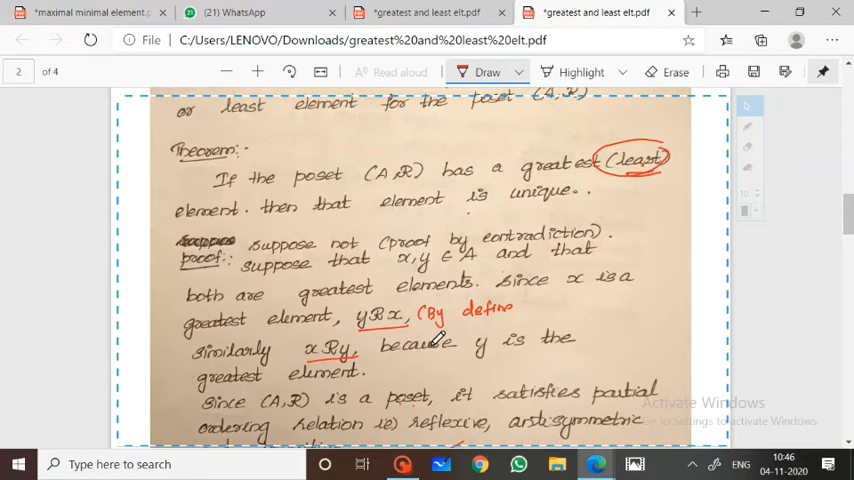 *maximal minimal element.pdf
(21) WhatsApp
*greatest and least elt.pdf
*greatest and least elt.pdf
File
C:/Users/LENOVO/Downloads/greatest%20and%20least%20elt.pdf
2 of 4
Read aloud
Draw
Highlight
Erase
or least element for the poset (A,R)
Theorem:-
If the poset (A,R) has a greatest (least
element. then that element is unique..
suppose not (proof by contradiction).
proof:: suppose that x,y ∈ A and that
both are greatest elements. Since x is a
greatest element, yRx, (By define
similarly xRy, because y is the
greatest element.
Since (A,R) is a poset, it satisfies partial
ordering relation ie) reflexive, antisymmetric
10
Activate Windows
Go to Settings to activate Windows.
Type here to search
ENG
10:46
04-11-2020